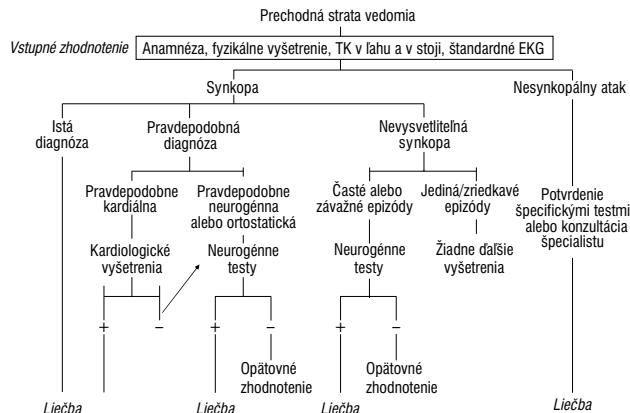 Prechodná strata vedomia
Vstupné zhodnotenie
Anamnéza, fyzikálne vyšetrenie, TK v ľahu a v stoji, štandardné EKG
Synkopa
Nesynkopálny atak
Istá
diagnóza
Pravdepodobná
diagnóza
Nevysvetliteľná
synkopa
Pravdepodobne
kardiálna
Pravdepodobne
neurogénna
alebo ortostatická
Časté alebo
závažné epizódy
Jediná/zriedkavé
epizódy
Potvrdenie
špecifickými testmi
alebo konzultácia
špecialistu
Kardiologické
vyšetrenia
Neurogénne
testy
Neurogénne
testy
Žiadne ďaľšie
vyšetrenia
+ – + – + –
Opätovné
zhodnotenie
Opätovné
zhodnotenie
Liečba Liečba Liečba Liečba